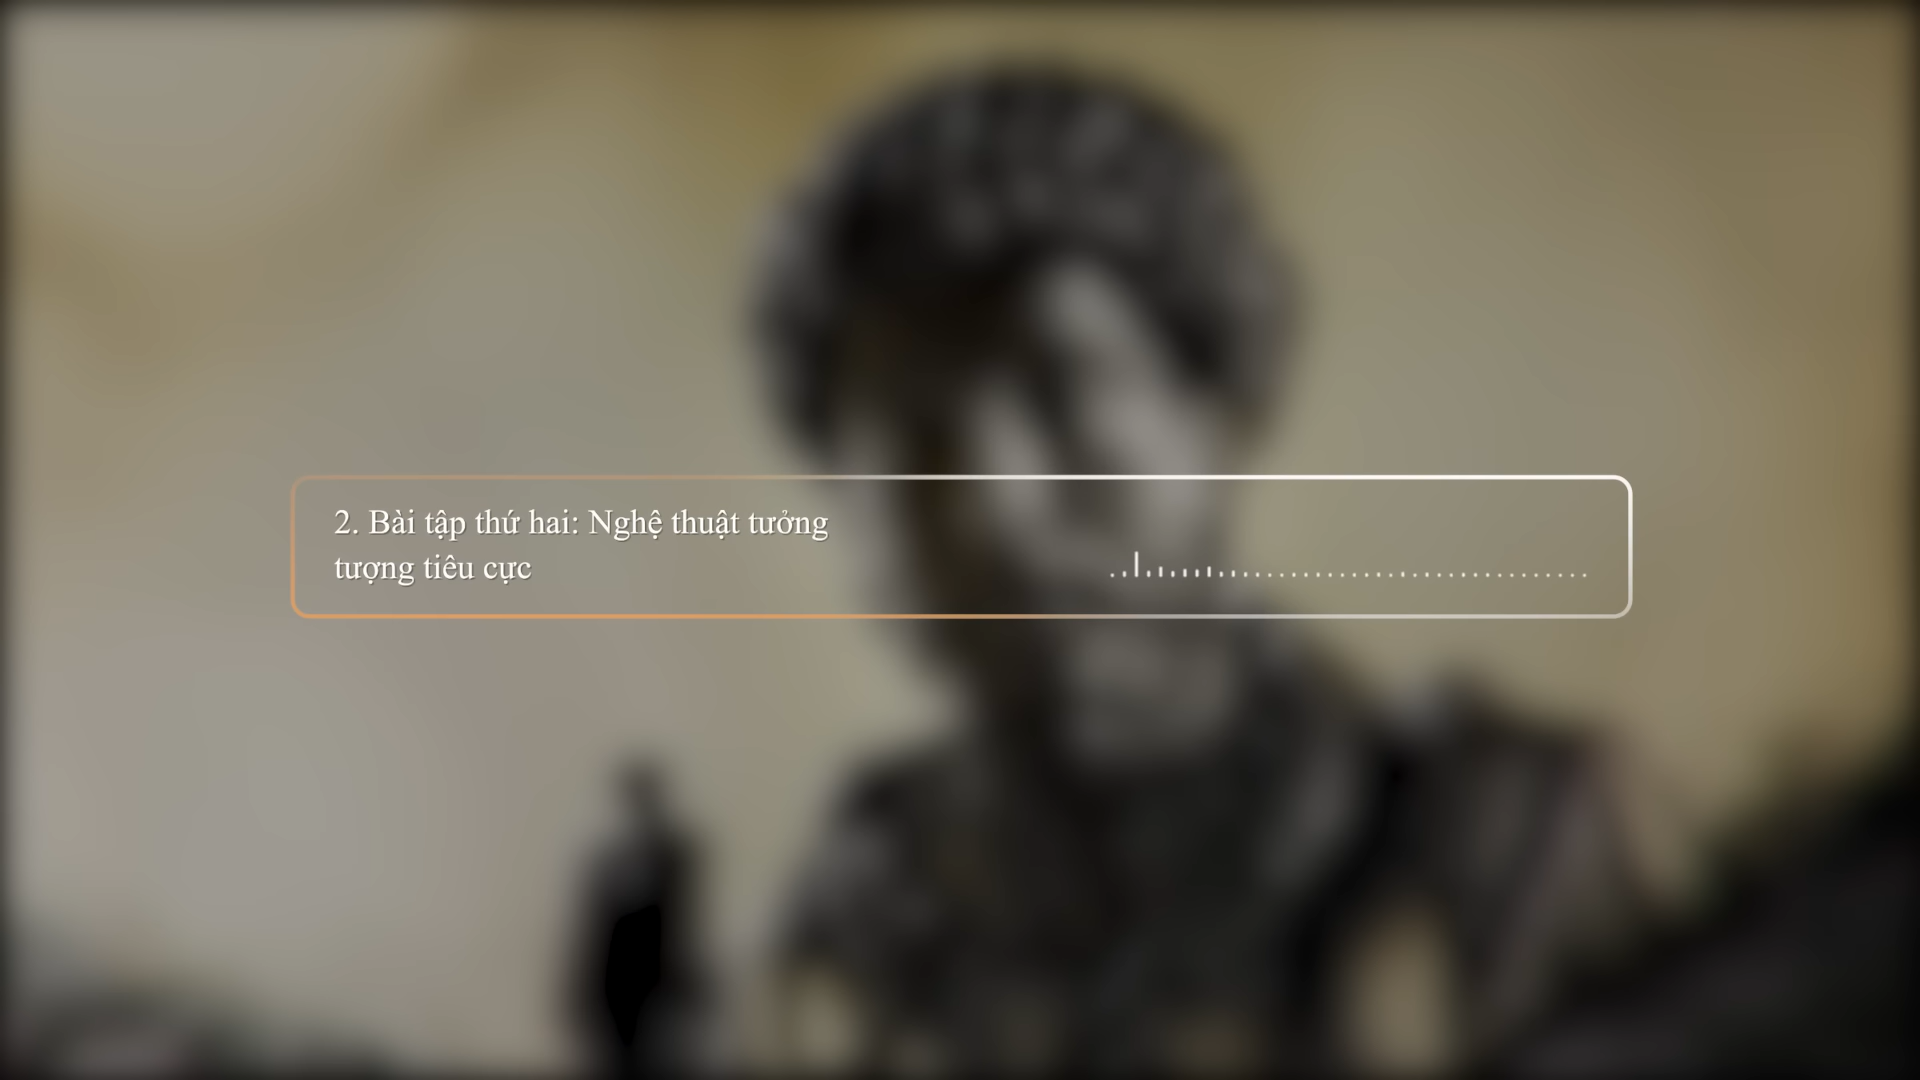 2. Bài tập thứ hai: Nghệ thuật tưởng
tượng tiêu cực